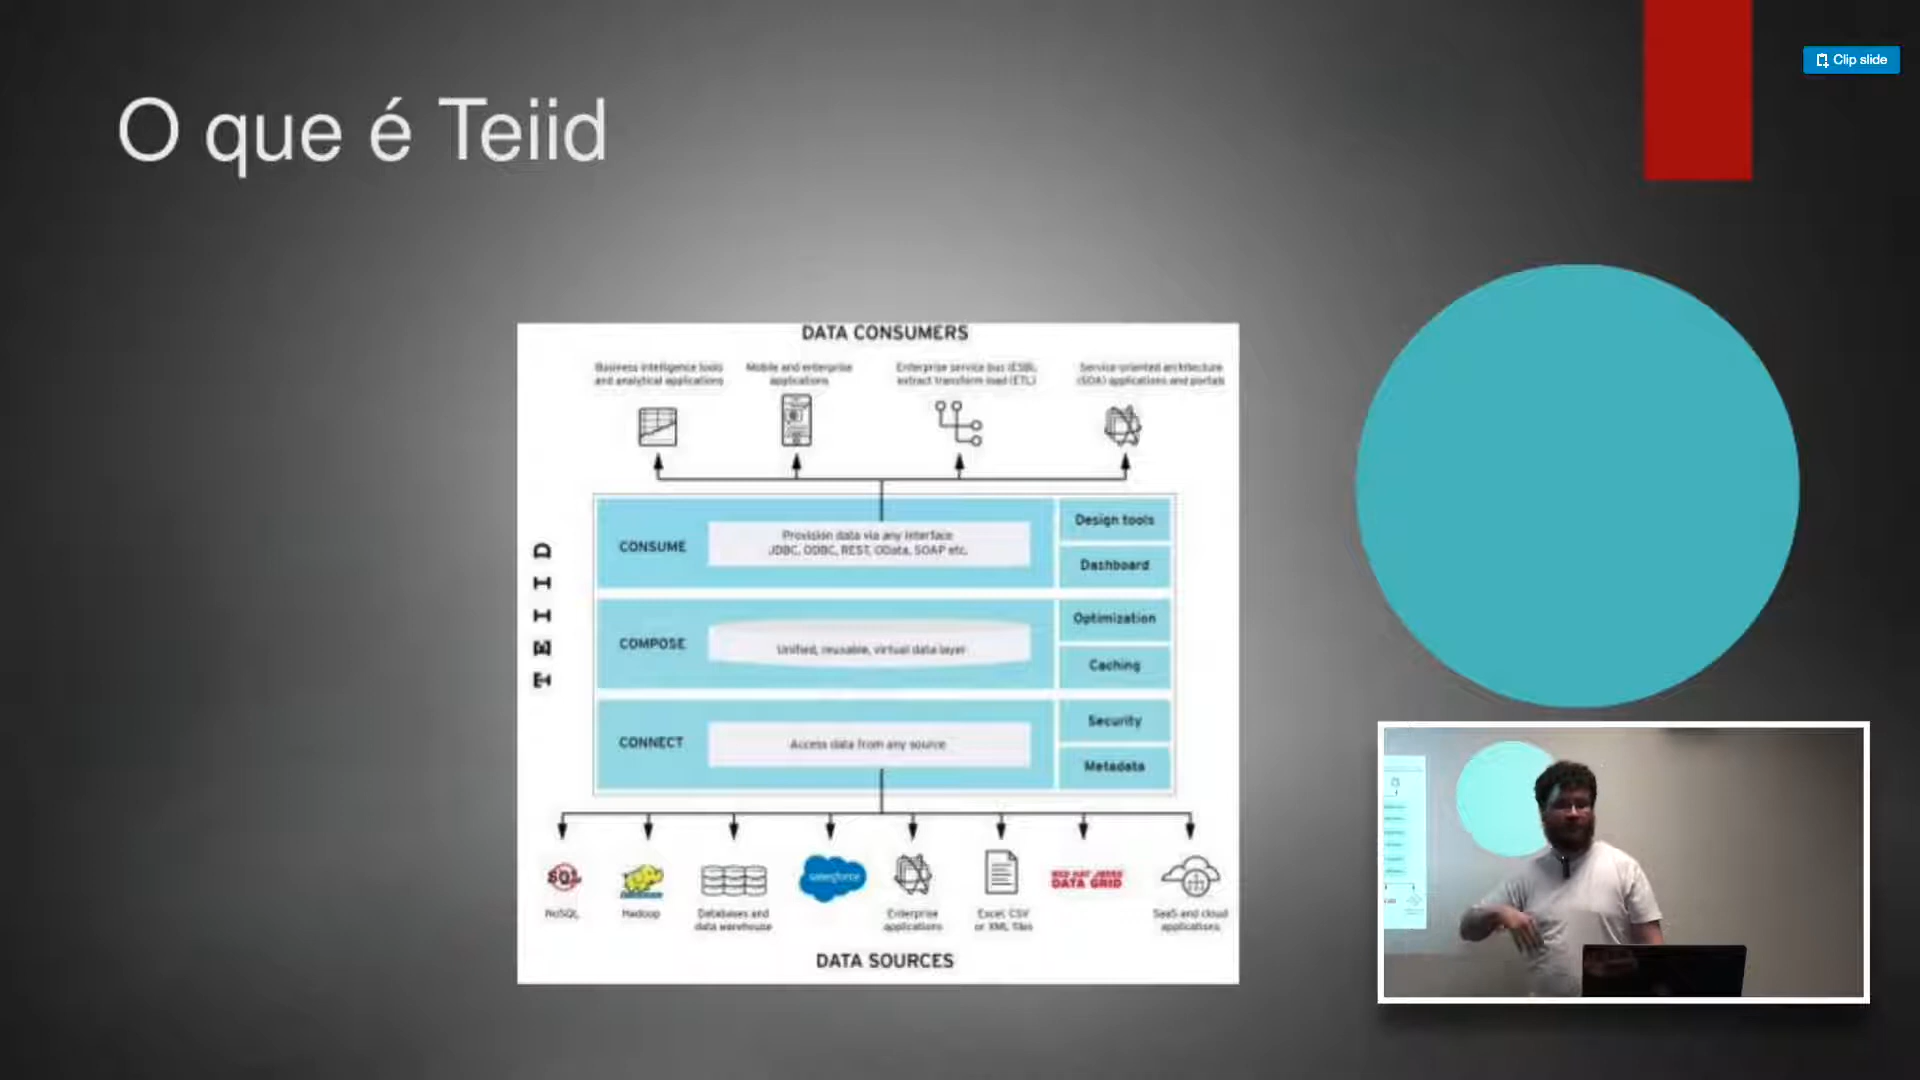 Clip slide
O que é Teiid
DATA CONSUMERS
Business intelligence tools
and analytical applications
Mobile and enterprise
applications
Enterprise service bus (ESB),
extract transform load (ETL)
Service-oriented architecture
(SOA) applications and portals
TEIID
CONSUME
Provision data via any interface
JDBC, ODBC, REST, OData, SOAP etc.
Design tools
Dashboard
COMPOSE
Unified, reusable, virtual data layer
Optimization
Caching
CONNECT
Access data from any source
Security
Metadata
SQL
NoSQL
Hadoop
Databases and
data warehouse
salesforce
Enterprise
applications
Excel, CSV
or XML files
RED HAT JBOSS
DATA GRID
SaaS and cloud
applications
DATA SOURCES